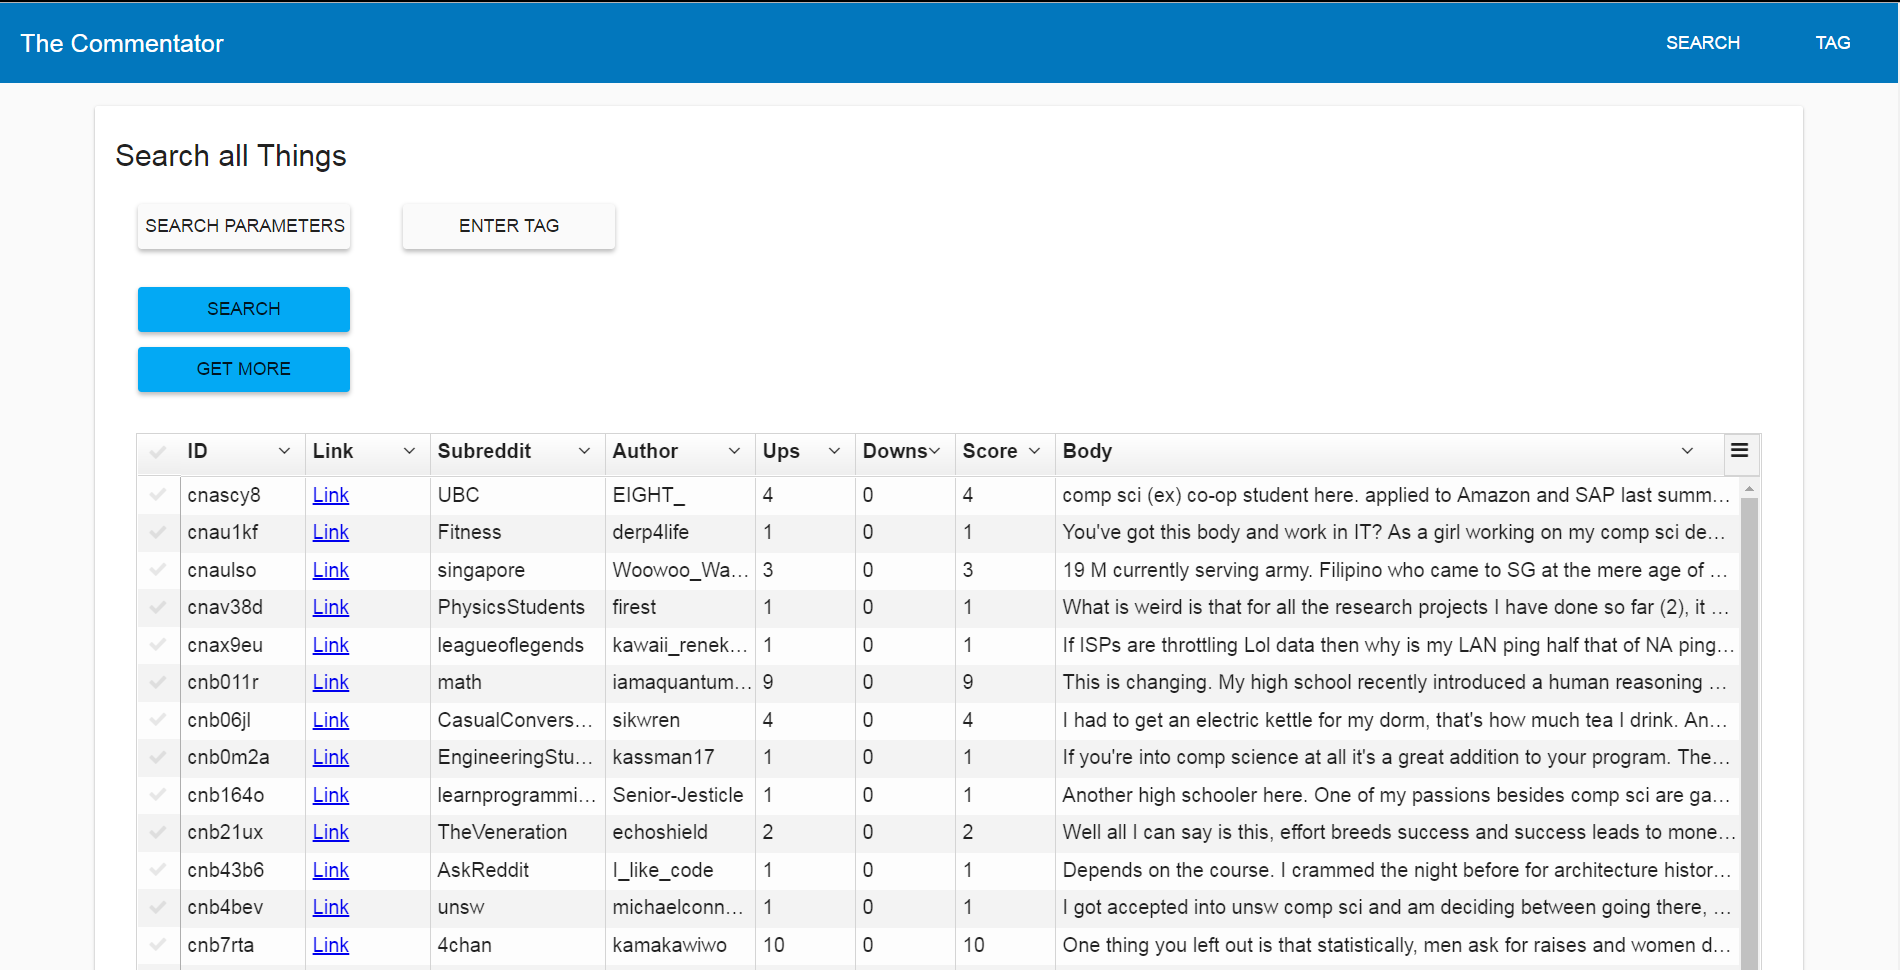 The Commentator SEARCH TAG
Search all Things
SEARCH PARAMETERS ENTER TAG
SEARCH
GET MORE
ID Link Subreddit Author Ups Downs Score Body
cnascy8 Link UBC EIGHT_ 4 0 4 comp sci (ex) co-op student here. applied to Amazon and SAP last summ...
cnau1kf Link Fitness derp4life 1 0 1 You've got this body and work in IT? As a girl working on my comp sci de...
cnaulso Link singapore Woowoo_Wa... 3 0 3 19 M currently serving army. Filipino who came to SG at the mere age of ...
cnav38d Link PhysicsStudents firest 1 0 1 What is weird is that for all the research projects I have done so far (2), it ...
cnax9eu Link leagueoflegends kawaii_renek... 1 0 1 If ISPs are throttling Lol data then why is my LAN ping half that of NA ping...
cnb011r Link math iamaquantum... 9 0 9 This is changing. My high school recently introduced a human reasoning ...
cnb06jl Link CasualConvers... sikwren 4 0 4 I had to get an electric kettle for my dorm, that's how much tea I drink. An...
cnb0m2a Link EngineeringStu... kassman17 1 0 1 If you're into comp science at all it's a great addition to your program. The...
cnb164o Link learnprogrammi... Senior-Jesticle 1 0 1 Another high schooler here. One of my passions besides comp sci are ga...
cnb21ux Link TheVeneration echoshield 2 0 2 Well all I can say is this, effort breeds success and success leads to mone...
cnb43b6 Link AskReddit I_like_code 1 0 1 Depends on the course. I crammed the night before for architecture histor...
cnb4bev Link unsw michaelconn... 1 0 1 I got accepted into unsw comp sci and am deciding between going there, ...
cnb7rta Link 4chan kamakawiwo 10 0 10 One thing you left out is that statistically, men ask for raises and women d...